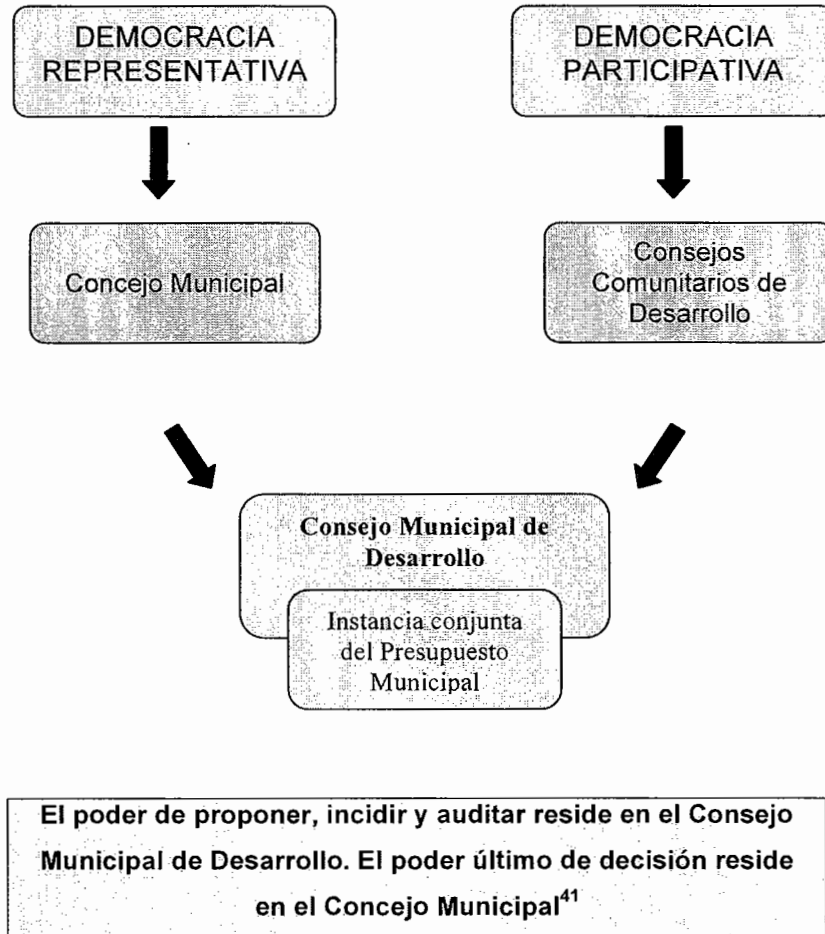 DEMOCRACIA
REPRESENTATIVA
DEMOCRACIA
PARTICIPATIVA
Concejo Municipal
Consejos
Comunitarios de
Desarrollo
Consejo Municipal de
Desarrollo
Instancia conjunta
del Presupuesto
Municipal
El poder de proponer, incidir y auditar reside en el Consejo
Municipal de Desarrollo. El poder último de decisión reside
en el Concejo Municipal41